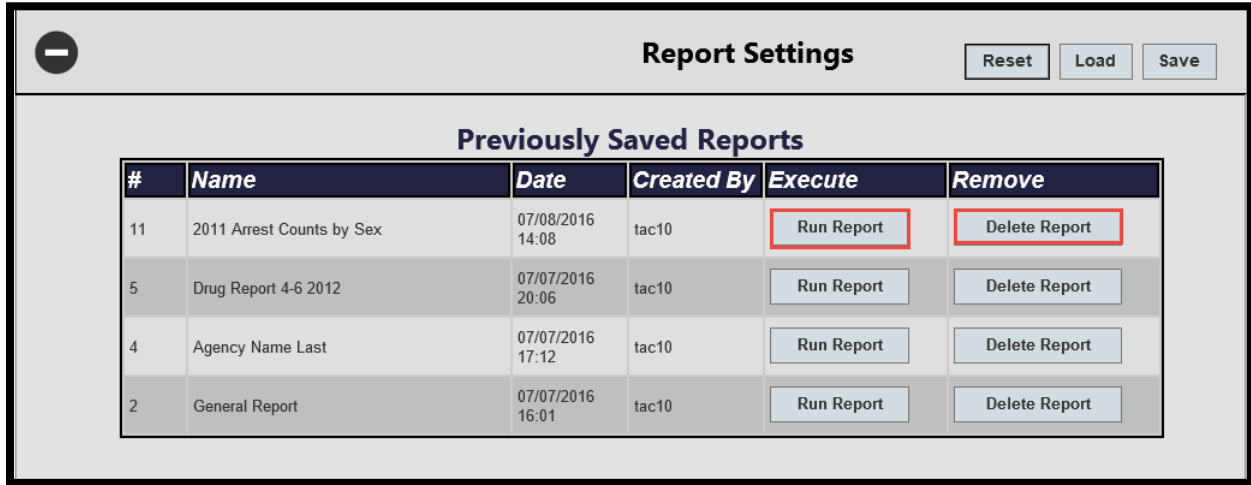 Report Settings
Reset Load Save
Previously Saved Reports
# Name Date Created By Execute Remove
11 2011 Arrest Counts by Sex 07/08/2016 14:08 tac10 Run Report Delete Report
5 Drug Report 4-6 2012 07/07/2016 20:06 tac10 Run Report Delete Report
4 Agency Name Last 07/07/2016 17:12 tac10 Run Report Delete Report
2 General Report 07/07/2016 16:01 tac10 Run Report Delete Report